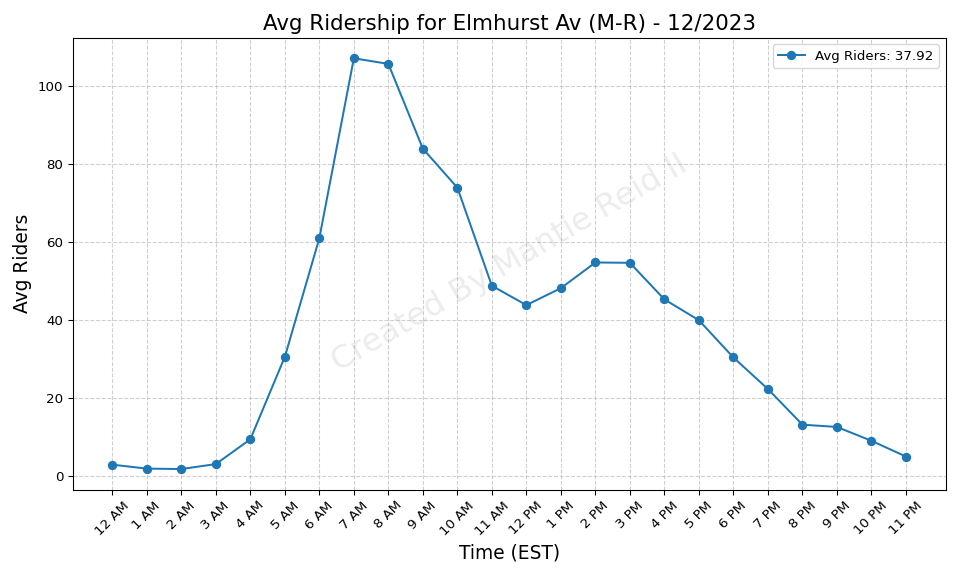 Avg Ridership for Elmhurst Av (M-R) - 12/2023
Avg Riders: 37.92
Avg Riders
100
80
60
40
20
0
Created By Mantie Reid II
12 AM
1 AM
2 AM
3 AM
4 AM
5 AM
6 AM
7 AM
8 AM
9 AM
10 AM
11 AM
12 PM
1 PM
2 PM
3 PM
4 PM
5 PM
6 PM
7 PM
8 PM
9 PM
10 PM
11 PM
Time (EST)